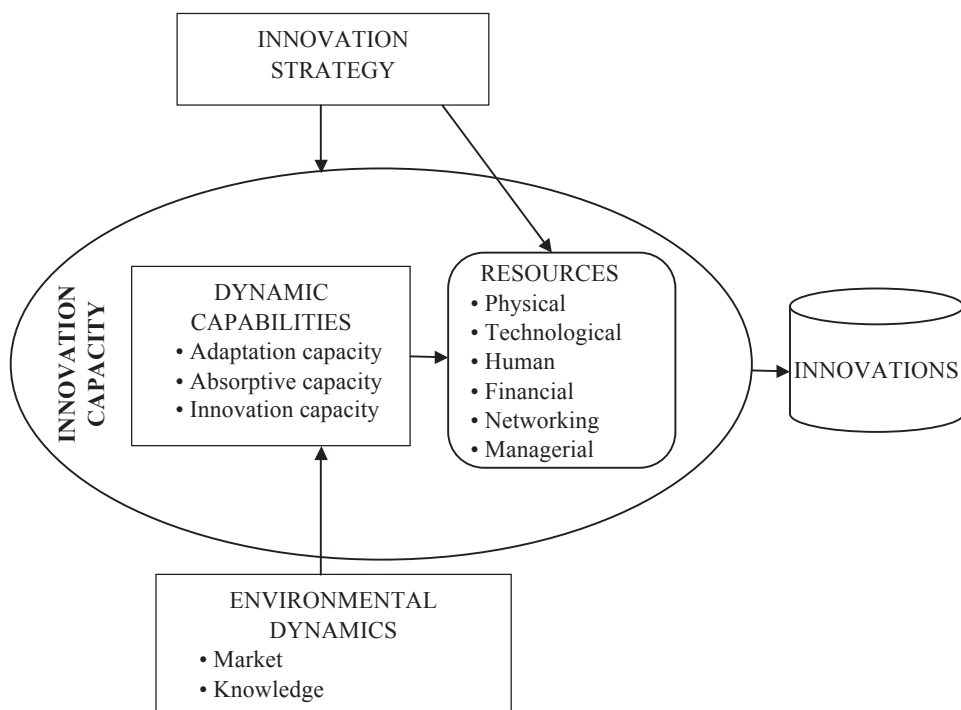 INNOVATION
STRATEGY
INNOVATION
CAPACITY
DYNAMIC
CAPABILITIES
• Adaptation capacity
• Absorptive capacity
• Innovation capacity
RESOURCES
• Physical
• Technological
• Human
• Financial
• Networking
• Managerial
INNOVATIONS
ENVIRONMENTAL
DYNAMICS
• Market
• Knowledge